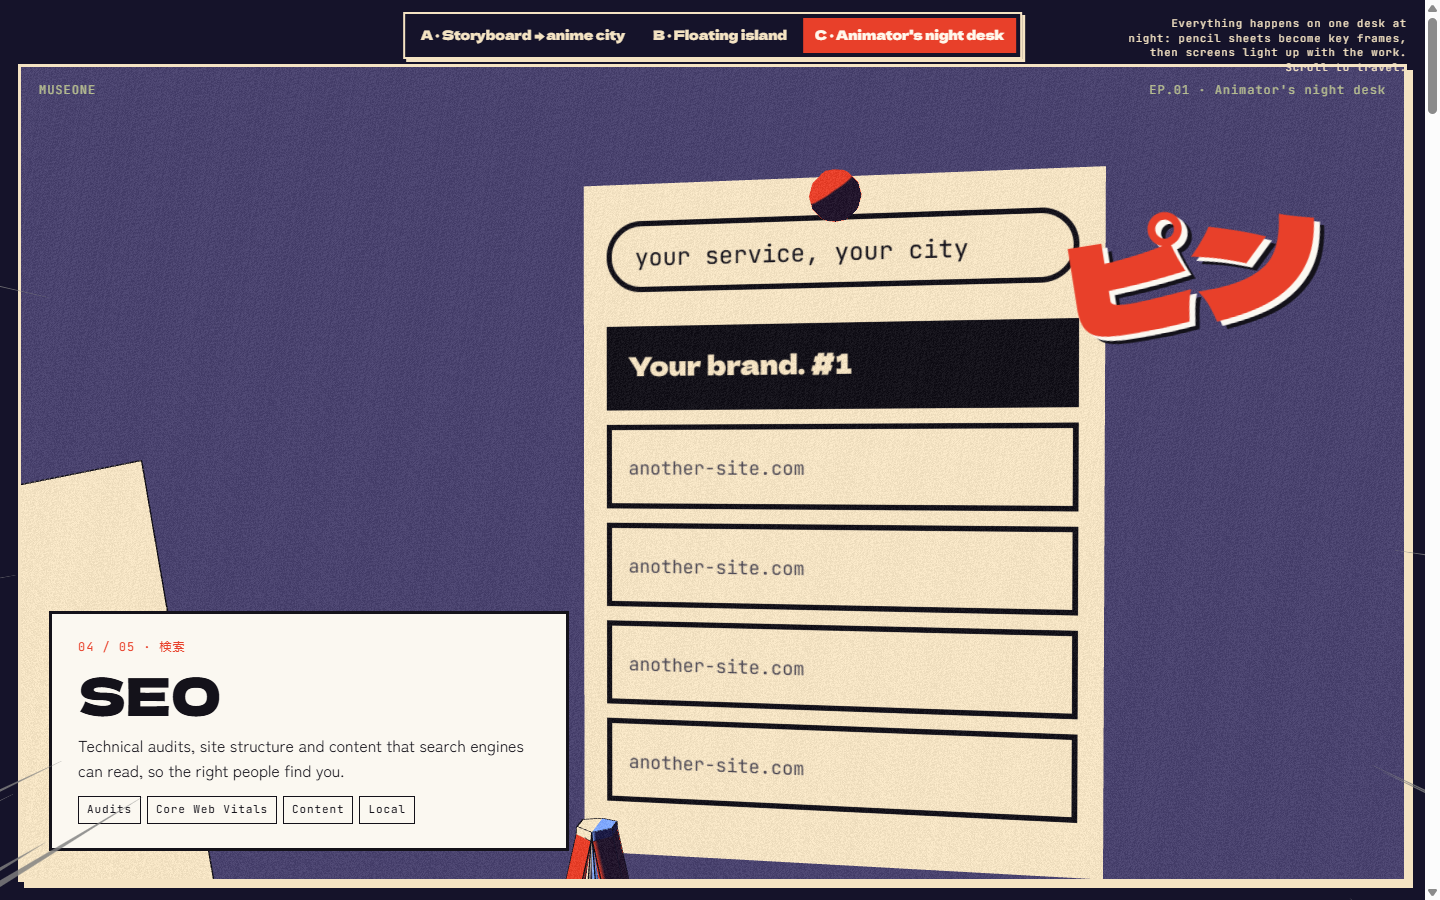 A · Storyboard → anime city
B · Floating island
C · Animator's night desk
Everything happens on one desk at
night: pencil sheets become key frames,
then screens light up with the work.
Scroll to travel.
MUSEONE
EP.01 · Animator's night desk
your service, your city
ピン
Your brand. #1
another-site.com
another-site.com
another-site.com
another-site.com
04 / 05 · 検索
SEO
Technical audits, site structure and content that search engines
can read, so the right people find you.
Audits
Core Web Vitals
Content
Local